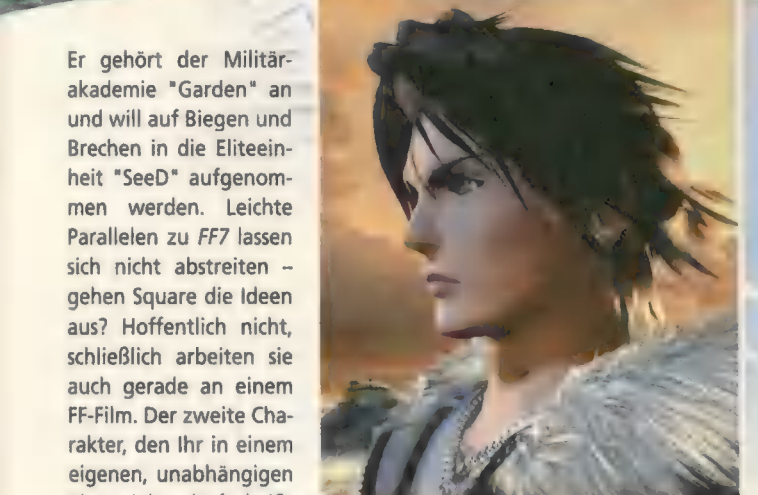 Er gehört der Militär-
akademie "Garden" an
und will auf Biegen und
Brechen in die Eliteein-
heit "SeeD" aufgenom-
men werden. Leichte
Parallelen zu FF7 lassen
sich nicht abstreiten –
gehen Square die Ideen
aus? Hoffentlich nicht,
schließlich arbeiten sie
auch gerade an einem
FF-Film. Der zweite Cha-
rakter, den Ihr in einem
eigenen, unabhängigen